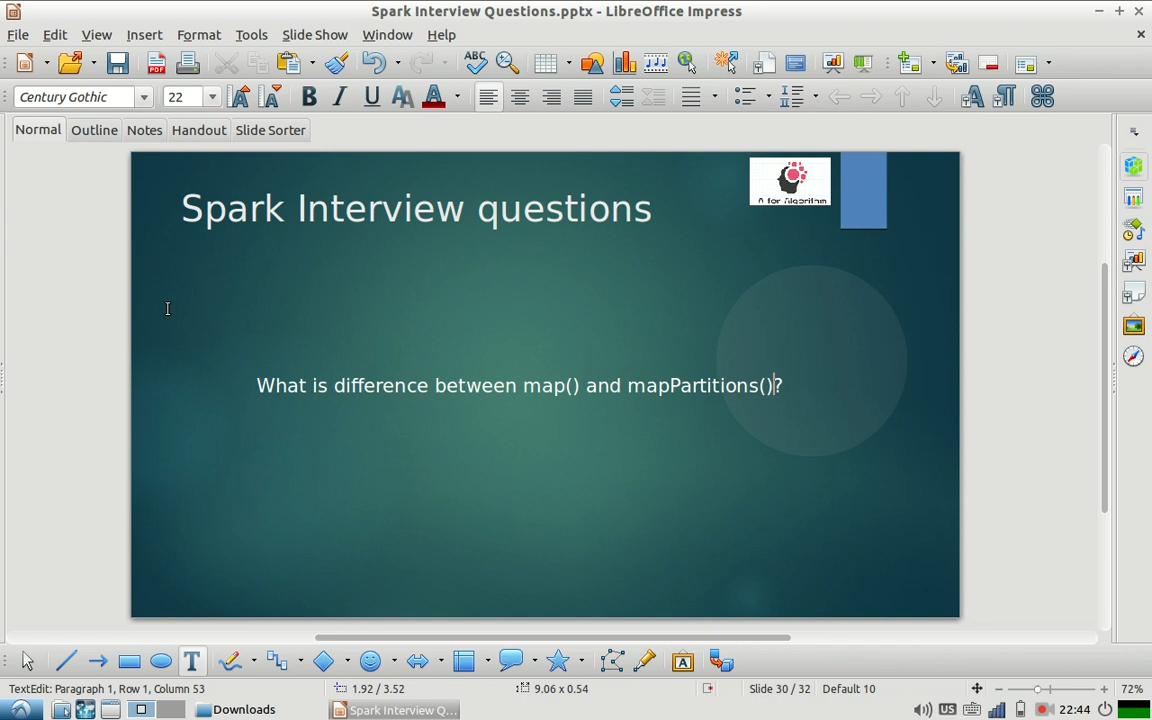 Spark Interview Questions.pptx - LibreOffice Impress
File Edit View Insert Format Tools Slide Show Window Help
Century Gothic 22
Normal Outline Notes Handout Slide Sorter
Spark Interview questions
A for Algorithm
What is difference between map() and mapPartitions()?
TextEdit: Paragraph 1, Row 1, Column 53 1.92 / 3.52 9.06 x 0.54 Slide 30 / 32 Default 10 72%
Downloads Spark Interview Q... US 22:44